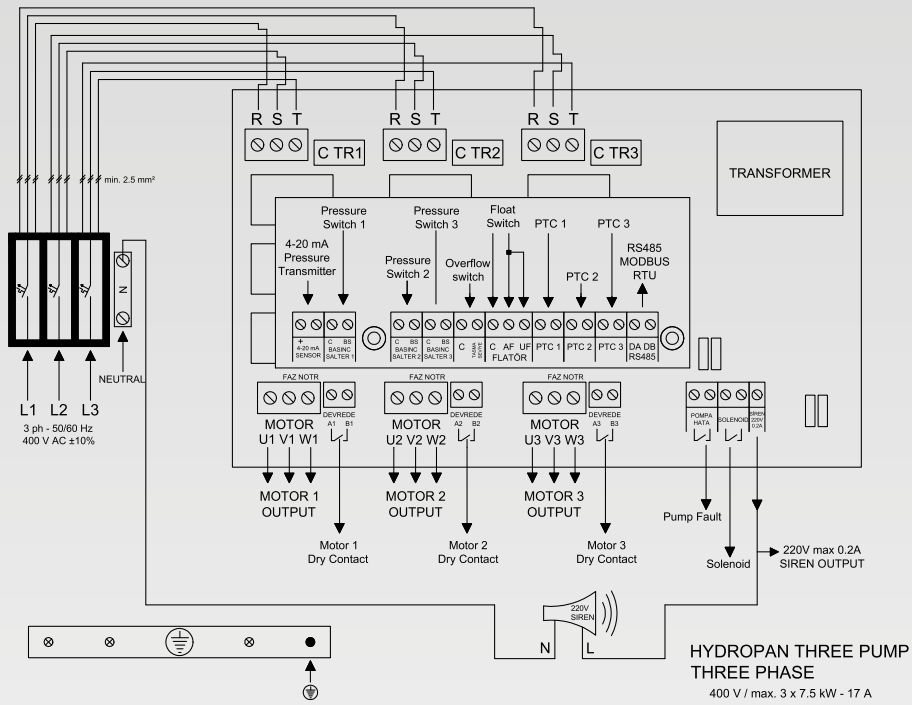 R S T
R S T
R S T
C TR1
C TR2
C TR3
TRANSFORMER
min. 2.5 mm²
Pressure
Switch 1
Pressure
Switch 3
Float
Switch
PTC 1
PTC 3
4-20 mA
Pressure
Transmitter
Pressure
Switch 2
Overflow
switch
PTC 2
RS485
MODBUS
RTU
N
NEUTRAL
L1 L2 L3
3 ph - 50/60 Hz
400 V AC ±10%
+
4-20 mA
SENSOR
C BS
BASINC
SALTER 1
C BS
BASINC
SALTER 2
C BS
BASINC
SALTER 3
C
TASMA
SEVIYE
C AF UF
FLATÖR
PTC 1
PTC 2
PTC 3
DA DB
RS485
FAZ NOTR
FAZ NOTR
FAZ NOTR
MOTOR
U1 V1 W1
DEVREDE
A1 B1
MOTOR
U2 V2 W2
DEVREDE
A2 B2
MOTOR
U3 V3 W3
DEVREDE
A3 B3
POMPA
HATA
SOLENOID
SIREN
220V
0.2A
MOTOR 1
OUTPUT
MOTOR 2
OUTPUT
MOTOR 3
OUTPUT
Motor 1
Dry Contact
Motor 2
Dry Contact
Motor 3
Dry Contact
Pump Fault
Solenoid
220V max 0.2A
SIREN OUTPUT
220V
SIREN
N
L
HYDROPAN THREE PUMP
THREE PHASE
400 V / max. 3 x 7.5 kW - 17 A